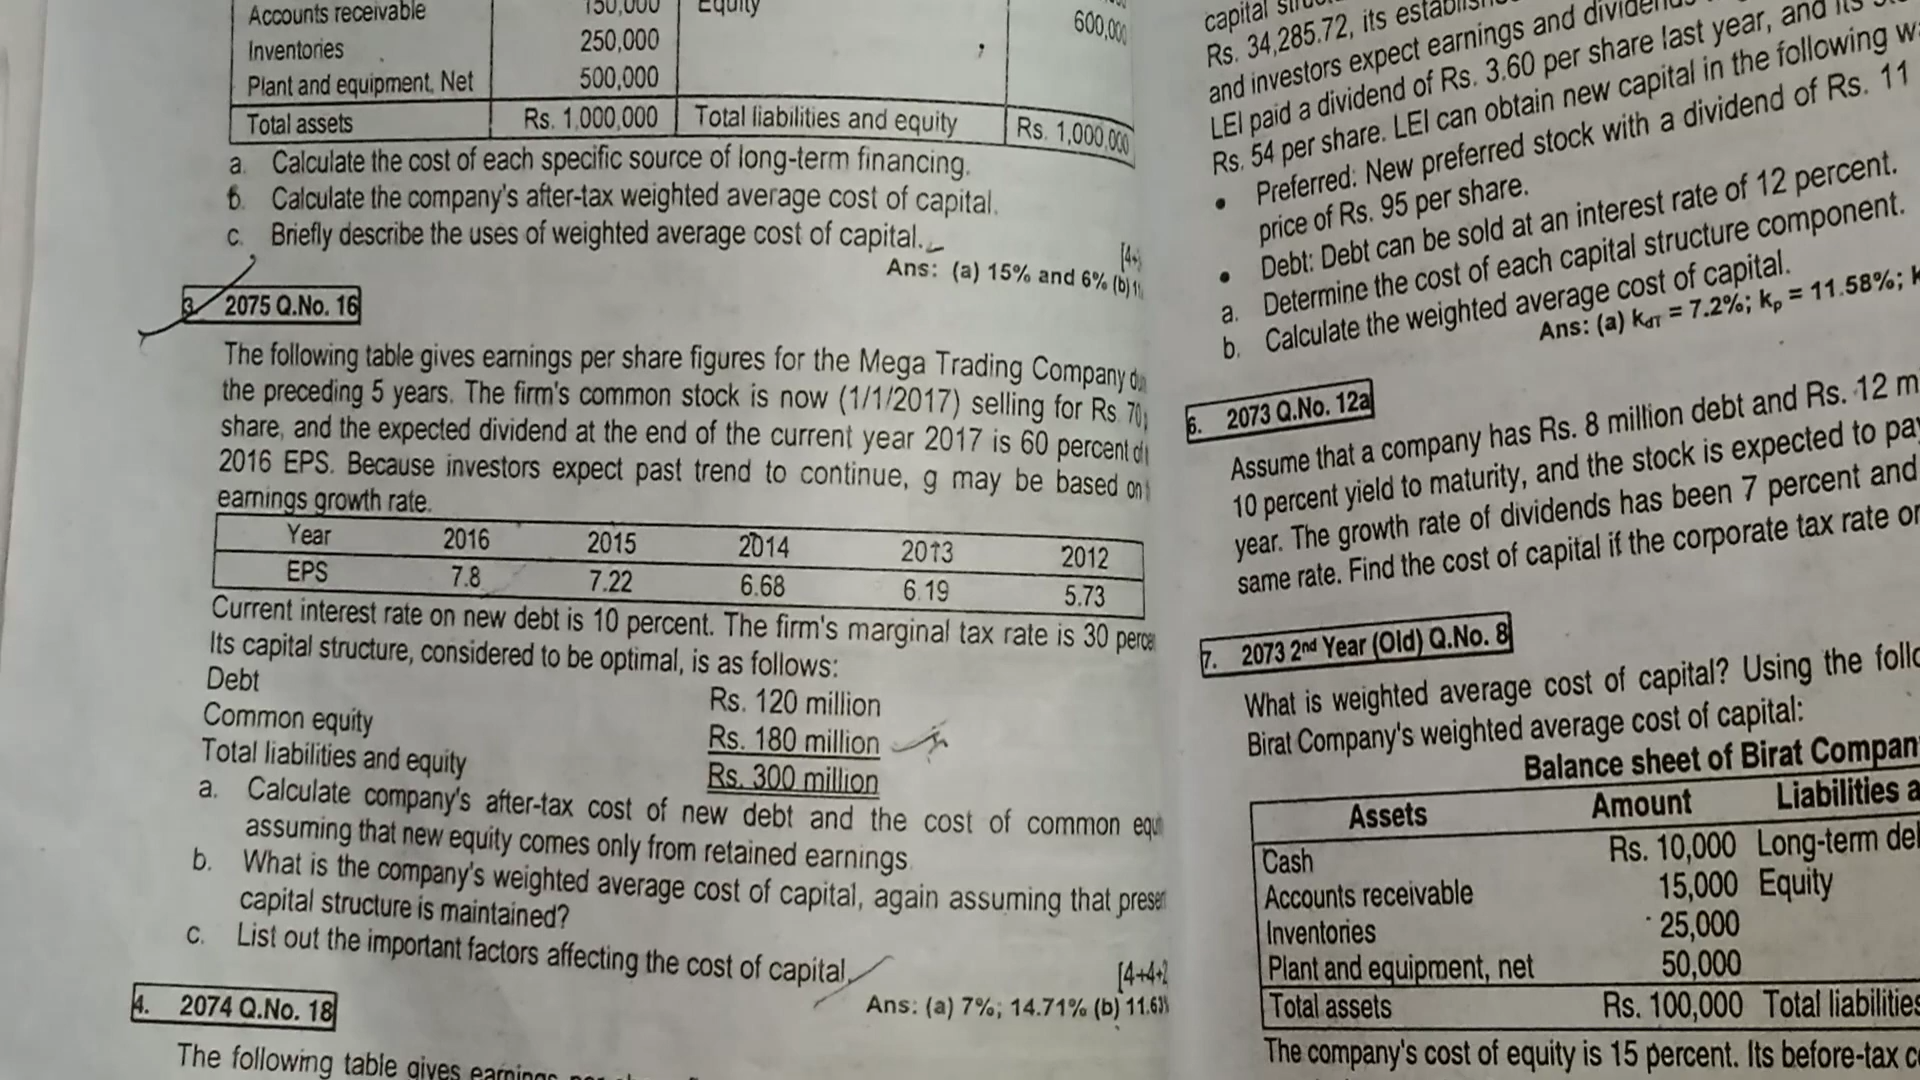 Accounts receivable 150,000 Equity 600,000
Inventories 250,000
Plant and equipment, Net 500,000
Total assets Rs. 1,000,000 Total liabilities and equity Rs. 1,000,000
a. Calculate the cost of each specific source of long-term financing.
b. Calculate the company's after-tax weighted average cost of capital.
c. Briefly describe the uses of weighted average cost of capital.
Ans: (a) 15% and 6% (b)
3. 2075 Q.No. 16
The following table gives earnings per share figures for the Mega Trading Company
the preceding 5 years. The firm's common stock is now (1/1/2017) selling for Rs. 70
share, and the expected dividend at the end of the current year 2017 is 60 percent
2016 EPS. Because investors expect past trend to continue, g may be based on
earnings growth rate.
Year 2016 2015 2014 2013 2012
EPS 7.8 7.22 6.68 6.19 5.73
Current interest rate on new debt is 10 percent. The firm's marginal tax rate is 30
Its capital structure, considered to be optimal, is as follows:
Debt Rs. 120 million
Common equity Rs. 180 million
Total liabilities and equity Rs. 300 million
a. Calculate company's after-tax cost of new debt and the cost of common
assuming that new equity comes only from retained earnings.
b. What is the company's weighted average cost of capital, again assuming that
capital structure is maintained?
c. List out the important factors affecting the cost of capital.
[4+4+2
Ans: (a) 7%; 14.71% (b) 11.63%
4. 2074 Q.No. 18
The following table gives earnings
capital
Rs. 34,285.72, its
and investors expect earnings and
LEI paid a dividend of Rs. 3.60 per share last year, and its
Rs. 54 per share. LEI can obtain new capital in the following
• Preferred: New preferred stock with a dividend of Rs. 11
price of Rs. 95 per share.
• Debt: Debt can be sold at an interest rate of 12 percent.
a. Determine the cost of each capital structure component.
b. Calculate the weighted average cost of capital.
Ans: (a) kdT = 7.2%; kp = 11.58%;
6. 2073 Q.No. 12a
Assume that a company has Rs. 8 million debt and Rs. 12
10 percent yield to maturity, and the stock is expected to
year. The growth rate of dividends has been 7 percent and
same rate. Find the cost of capital if the corporate tax rate
7. 2073 2nd Year (Old) Q.No. 8
What is weighted average cost of capital? Using the
Birat Company's weighted average cost of capital:
Balance sheet of Birat
Assets Amount Liabilities
Cash Rs. 10,000 Long-term
Accounts receivable 15,000 Equity
Inventories 25,000
Plant and equipment, net 50,000
Total assets Rs. 100,000 Total liabilities
The company's cost of equity is 15 percent. Its before-tax